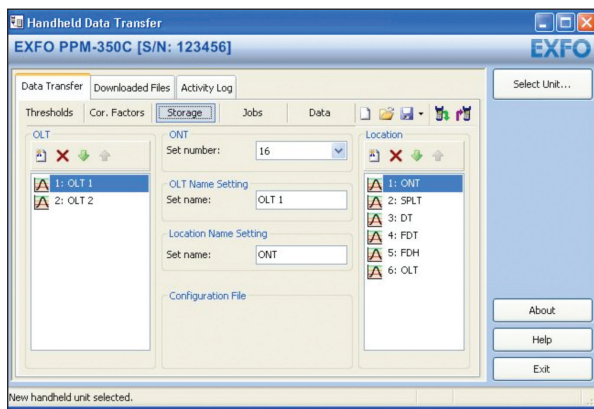 Handheld Data Transfer
EXFO PPM-350C [S/N: 123456]
EXFO
Data Transfer Downloaded Files Activity Log
Select Unit...
Thresholds Cor. Factors Storage Jobs Data
OLT
1: OLT 1
2: OLT 2
ONT
Set number: 16
OLT Name Setting
Set name: OLT 1
Location Name Setting
Set name: ONT
Configuration File
Location
1: ONT
2: SPLT
3: DT
4: FDT
5: FDH
6: OLT
About
Help
Exit
New handheld unit selected.